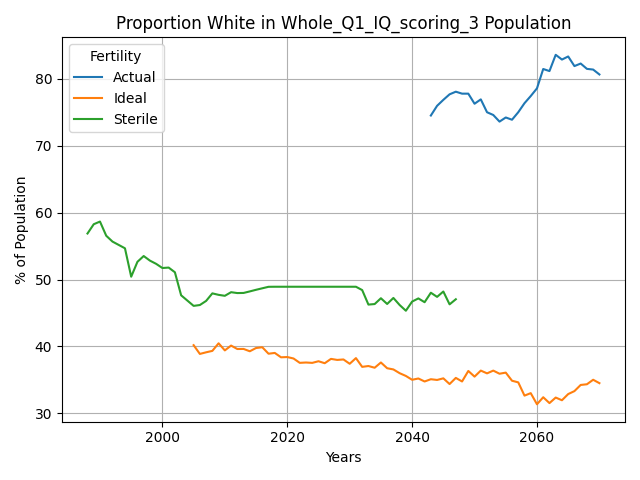 Proportion White in Whole_Q1_IQ_scoring_3 Population
Fertility
Actual
Ideal
Sterile
% of Population
80
70
60
50
40
30
2000
2020
2040
2060
Years